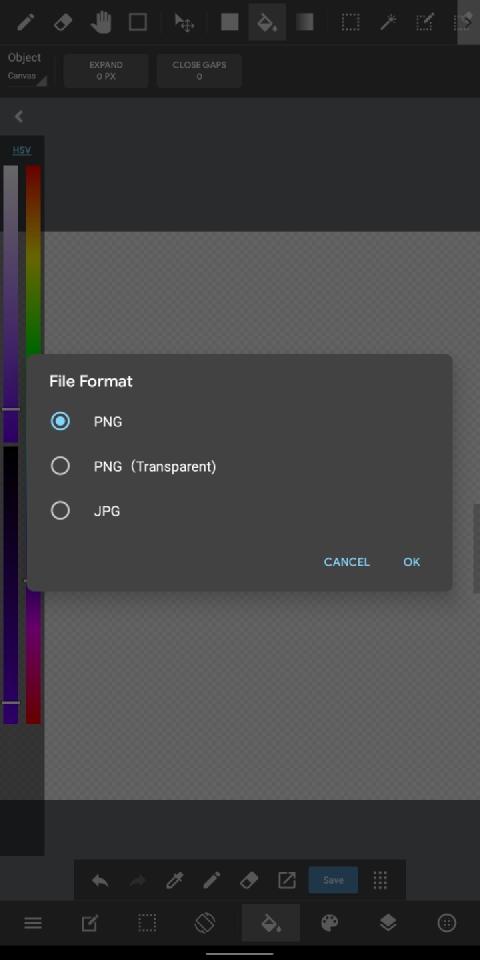 Object
Canvas
EXPAND
0 PX
CLOSE GAPS
0
HSV
File Format
PNG
PNG（Transparent)
JPG
CANCEL
OK
Save